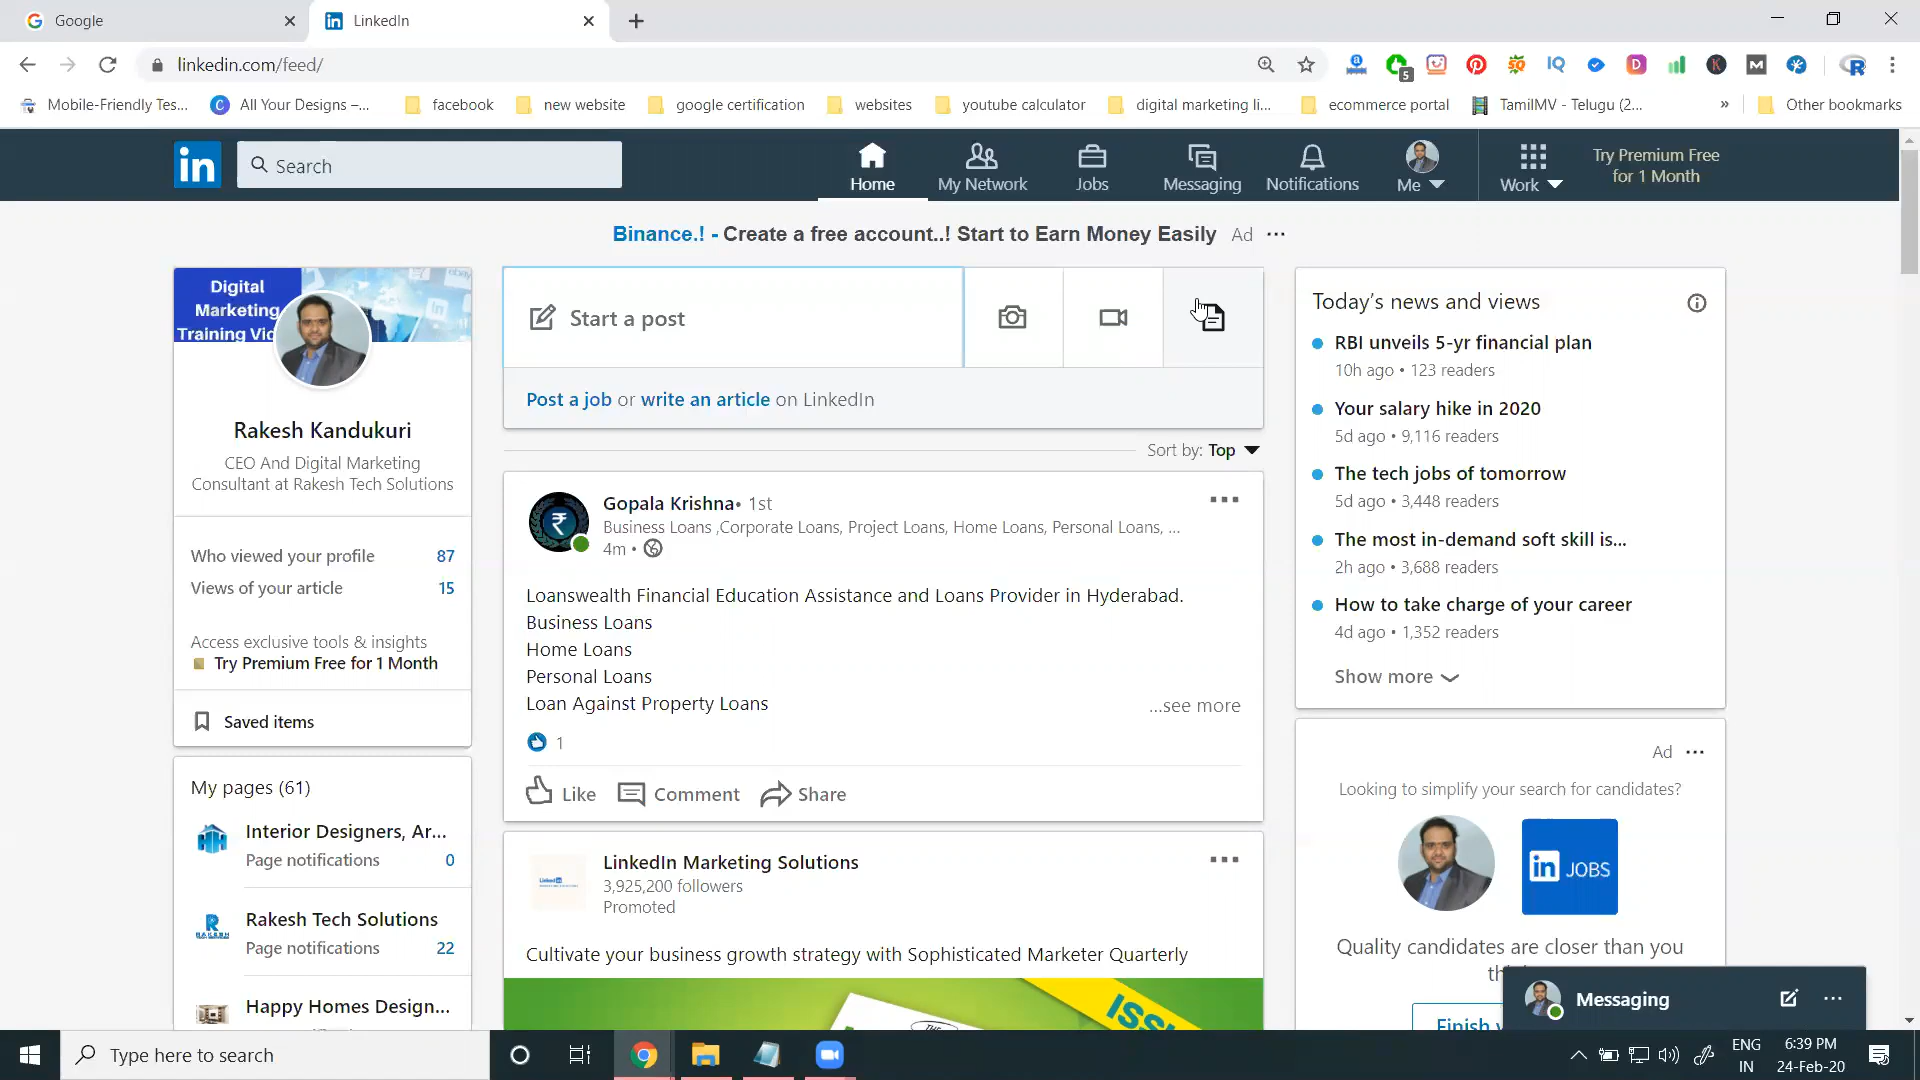 Google
LinkedIn
linkedin.com/feed/
5
Mobile-Friendly Tes...
All Your Designs –...
facebook
new website
google certification
websites
youtube calculator
digital marketing li...
ecommerce portal
TamilMV - Telugu (2...
»
Other bookmarks
in
Search
Home
My Network
Jobs
Messaging
Notifications
Me
Work
Try Premium Free
for 1 Month
Binance.! - Create a free account..! Start to Earn Money Easily
Ad
Digital
Marketing
Training
Rakesh Kandukuri
CEO And Digital Marketing
Consultant at Rakesh Tech Solutions
Who viewed your profile 87
Views of your article 15
Access exclusive tools & insights
Try Premium Free for 1 Month
Saved items
My pages (61)
Interior Designers, Ar...
Page notifications 0
Rakesh Tech Solutions
Page notifications 22
Happy Homes Design...
Start a post
Post a job or write an article on LinkedIn
Sort by: Top
Gopala Krishna• 1st
Business Loans ,Corporate Loans, Project Loans, Home Loans, Personal Loans, ...
4m •
Loanswealth Financial Education Assistance and Loans Provider in Hyderabad.
Business Loans
Home Loans
Personal Loans
Loan Against Property Loans
...see more
1
Like
Comment
Share
LinkedIn Marketing Solutions
3,925,200 followers
Promoted
Cultivate your business growth strategy with Sophisticated Marketer Quarterly
THE
Today's news and views
RBI unveils 5-yr financial plan
10h ago • 123 readers
Your salary hike in 2020
5d ago • 9,116 readers
The tech jobs of tomorrow
5d ago • 3,448 readers
The most in-demand soft skill is...
2h ago • 3,688 readers
How to take charge of your career
4d ago • 1,352 readers
Show more
Ad
Looking to simplify your search for candidates?
in JOBS
Quality candidates are closer than you
Finish
Messaging
Type here to search
ENG
IN
6:39 PM
24-Feb-20